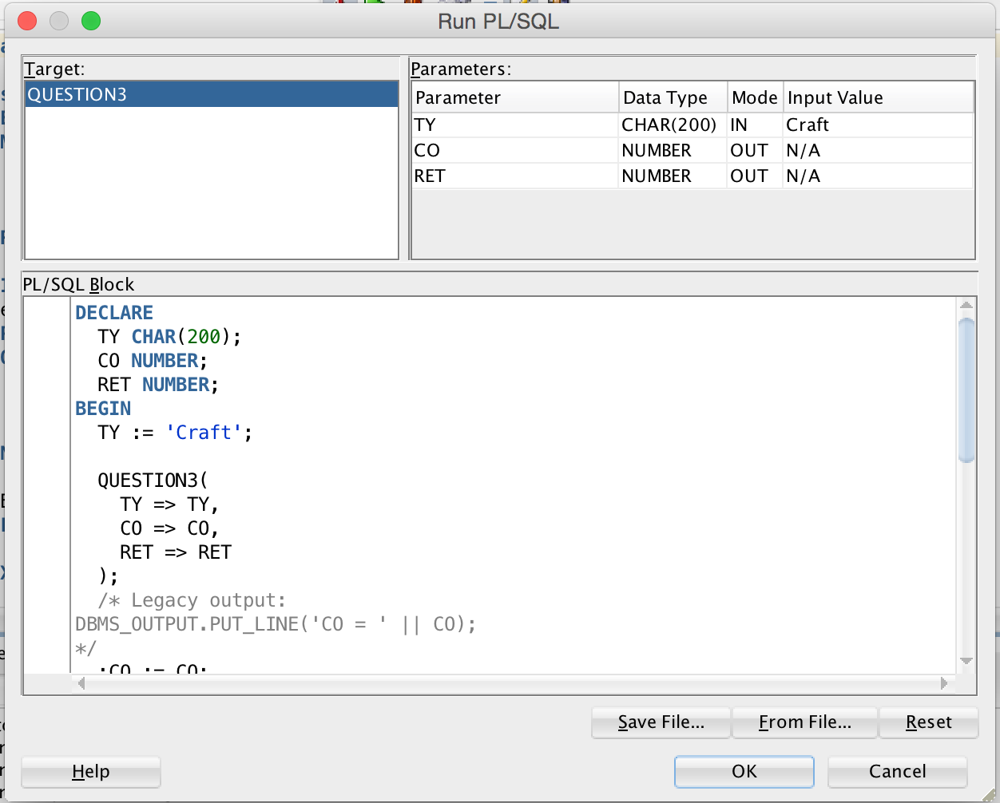 Run PL/SQL
Target:
QUESTION3
Parameters:
Parameter Data Type Mode Input Value
TY CHAR(200) IN Craft
CO NUMBER OUT N/A
RET NUMBER OUT N/A
PL/SQL Block
DECLARE
TY CHAR(200);
CO NUMBER;
RET NUMBER;
BEGIN
TY := 'Craft';
QUESTION3(
TY => TY,
CO => CO,
RET => RET
);
/* Legacy output:
DBMS_OUTPUT.PUT_LINE('CO = ' || CO);
*/
:CO := CO;
Save File...
From File...
Reset
Help
OK
Cancel